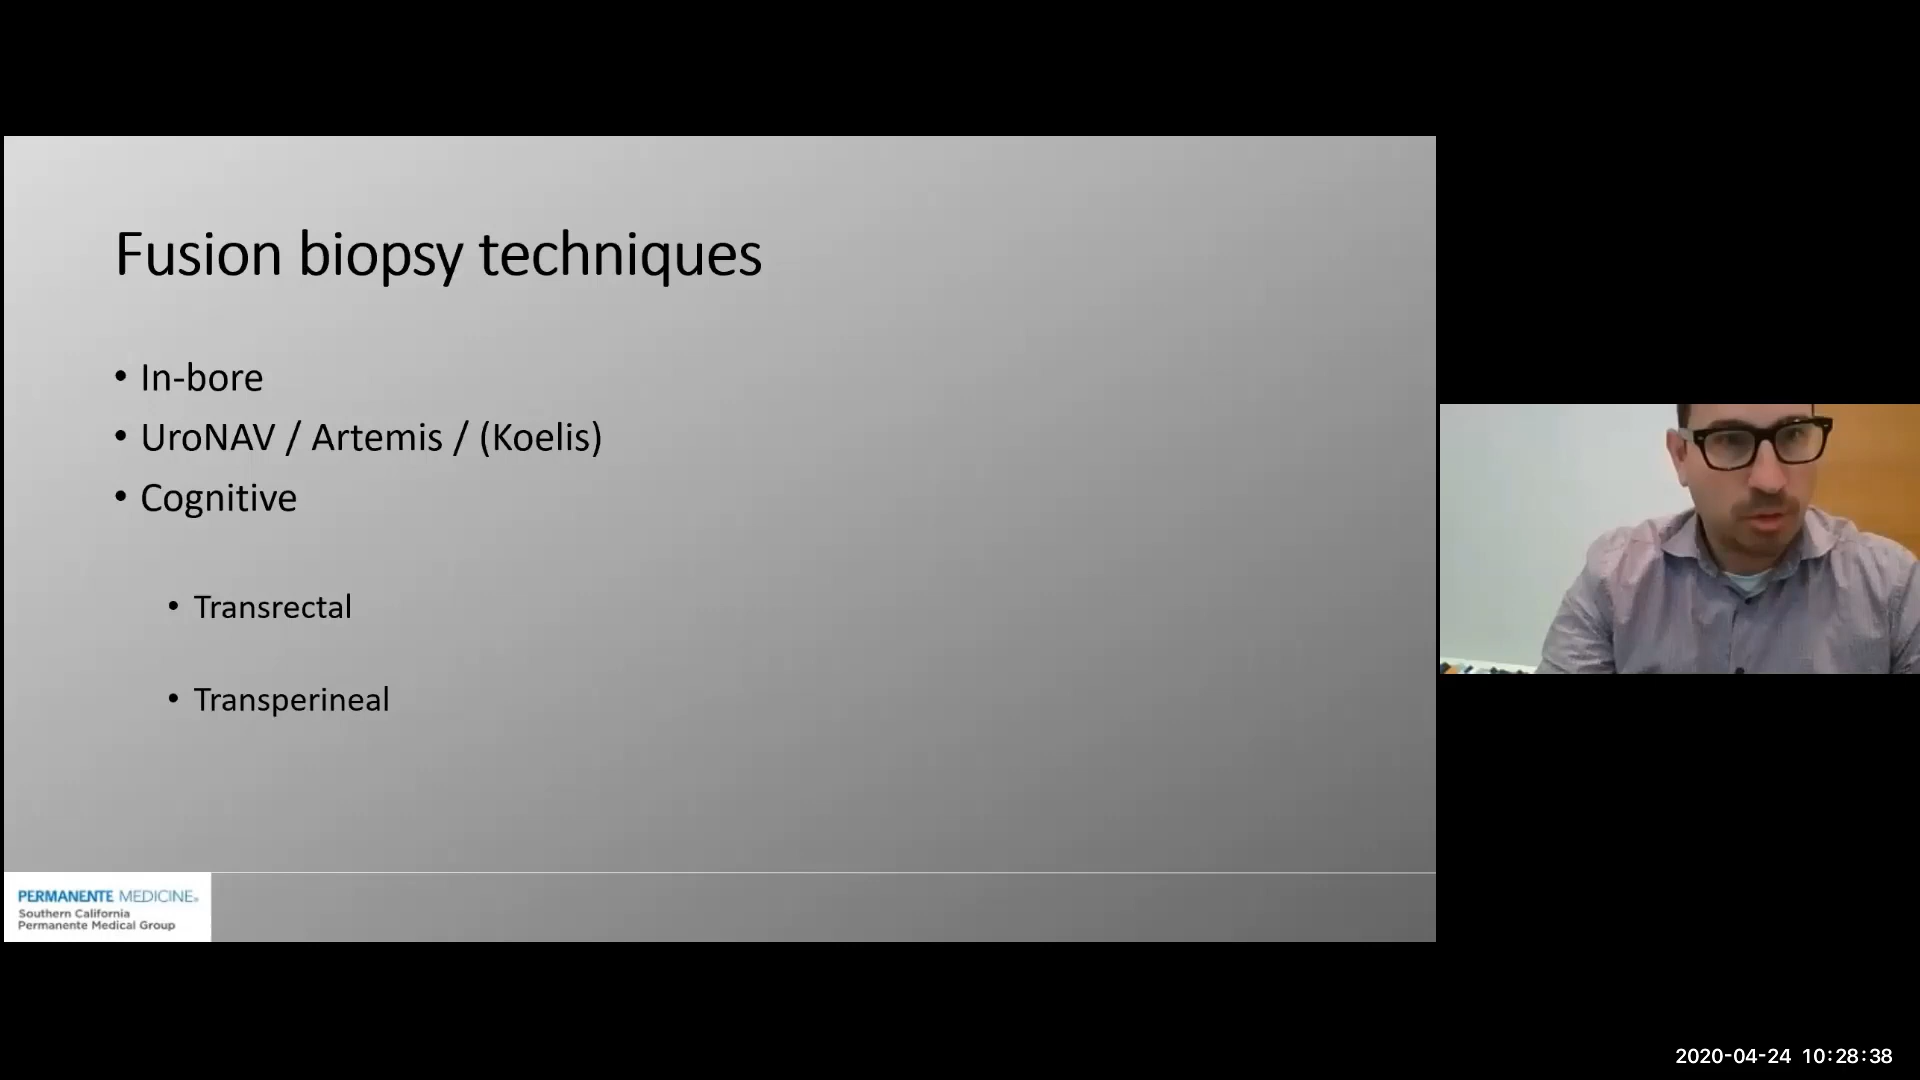 Fusion biopsy techniques
• In-bore
• UroNAV / Artemis / (Koelis)
• Cognitive
• Transrectal
• Transperineal
PERMANENTE MEDICINE®
Southern California
Permanente Medical Group
2020-04-24 10:28:38